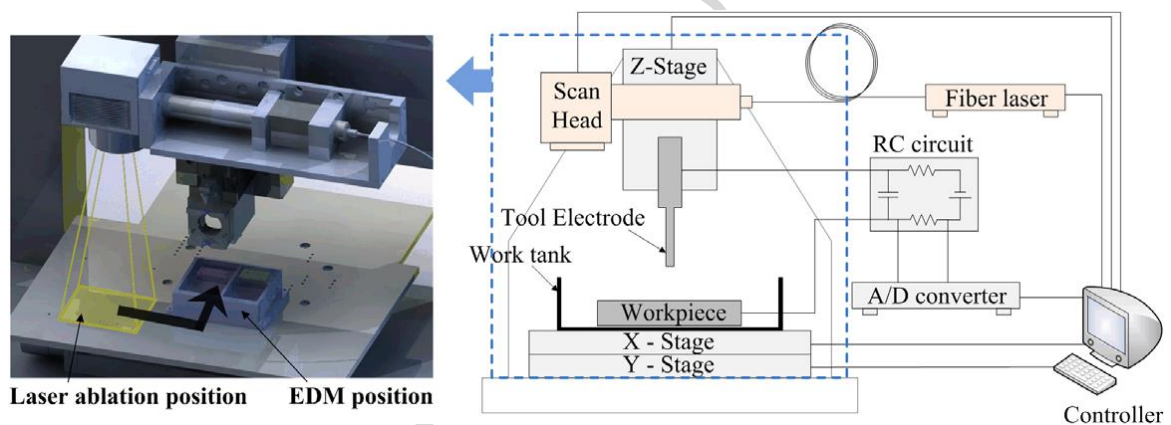 Laser ablation position
EDM position
Z-Stage
Scan
Head
Fiber laser
RC circuit
Tool Electrode
Work tank
Workpiece
A/D converter
X - Stage
Y - Stage
Controller